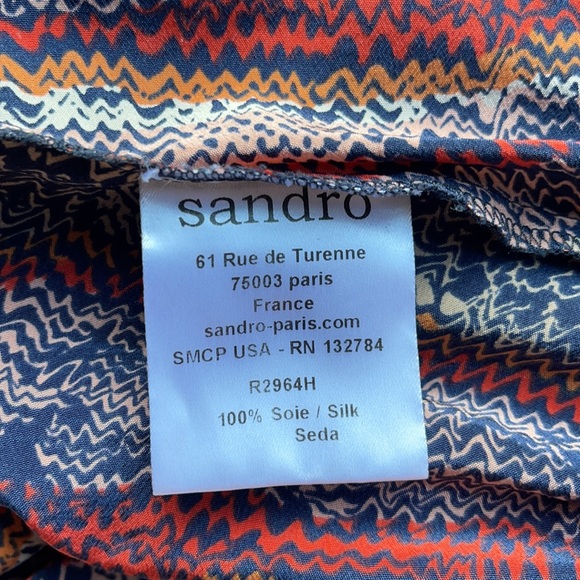 sandro
61 Rue de Turenne
75003 paris
France
sandro-paris.com
SMCP USA - RN 132784
R2964H
100% Soie / Silk
Seda